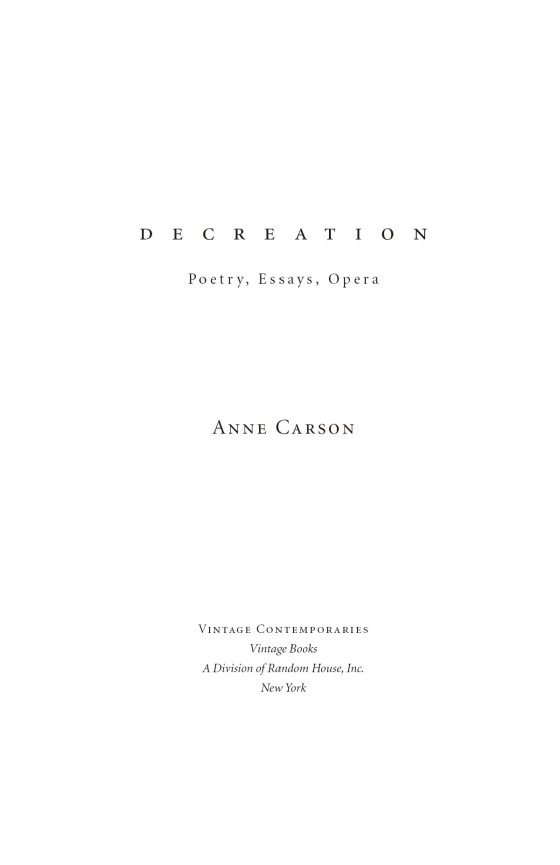 DECREATION
Poetry, Essays, Opera
Anne Carson
Vintage Contemporaries
Vintage Books
A Division of Random House, Inc.
New York